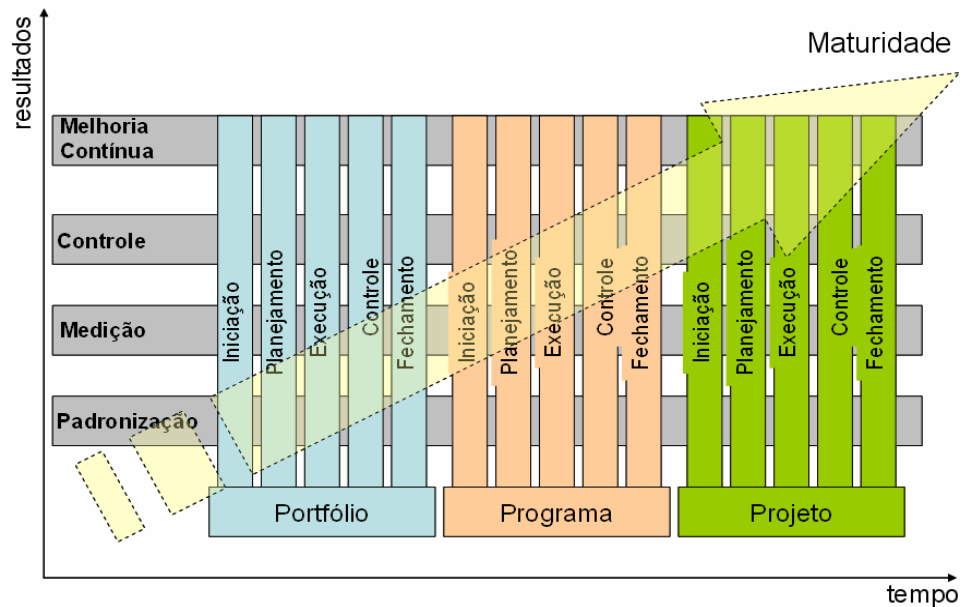 resultados
Maturidade
Melhoria
Contínua
Controle
Medição
Padronização
Iniciação
Planejamento
Execução
Controle
Fechamento
Iniciação
Planejamento
Execução
Controle
Fechamento
Iniciação
Planejamento
Execução
Controle
Fechamento
Portfólio
Programa
Projeto
tempo